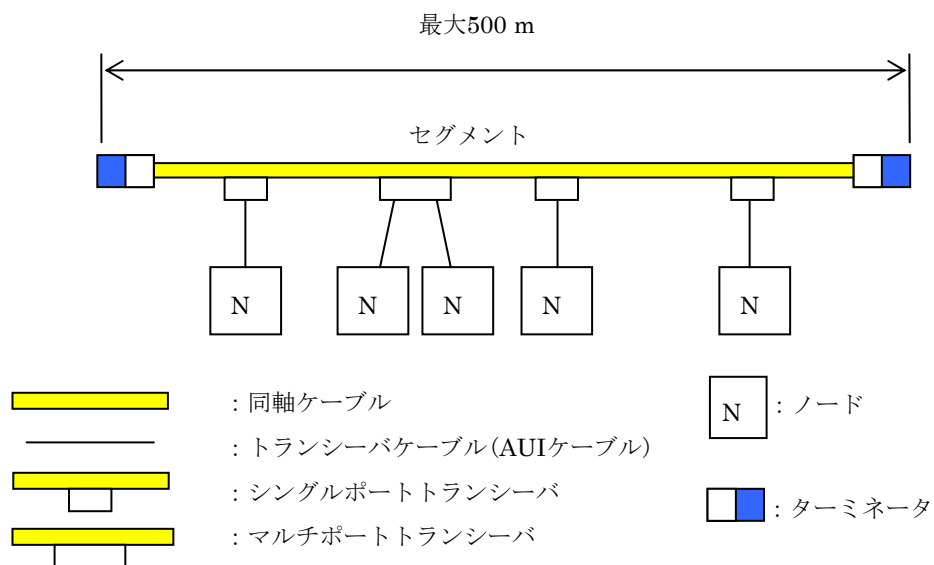 最大500 m
セグメント
N
N
N
N
N
：同軸ケーブル
：トランシーバケーブル(AUIケーブル)
：シングルポートトランシーバ
：マルチポートトランシーバ
N
：ノード
：ターミネータ